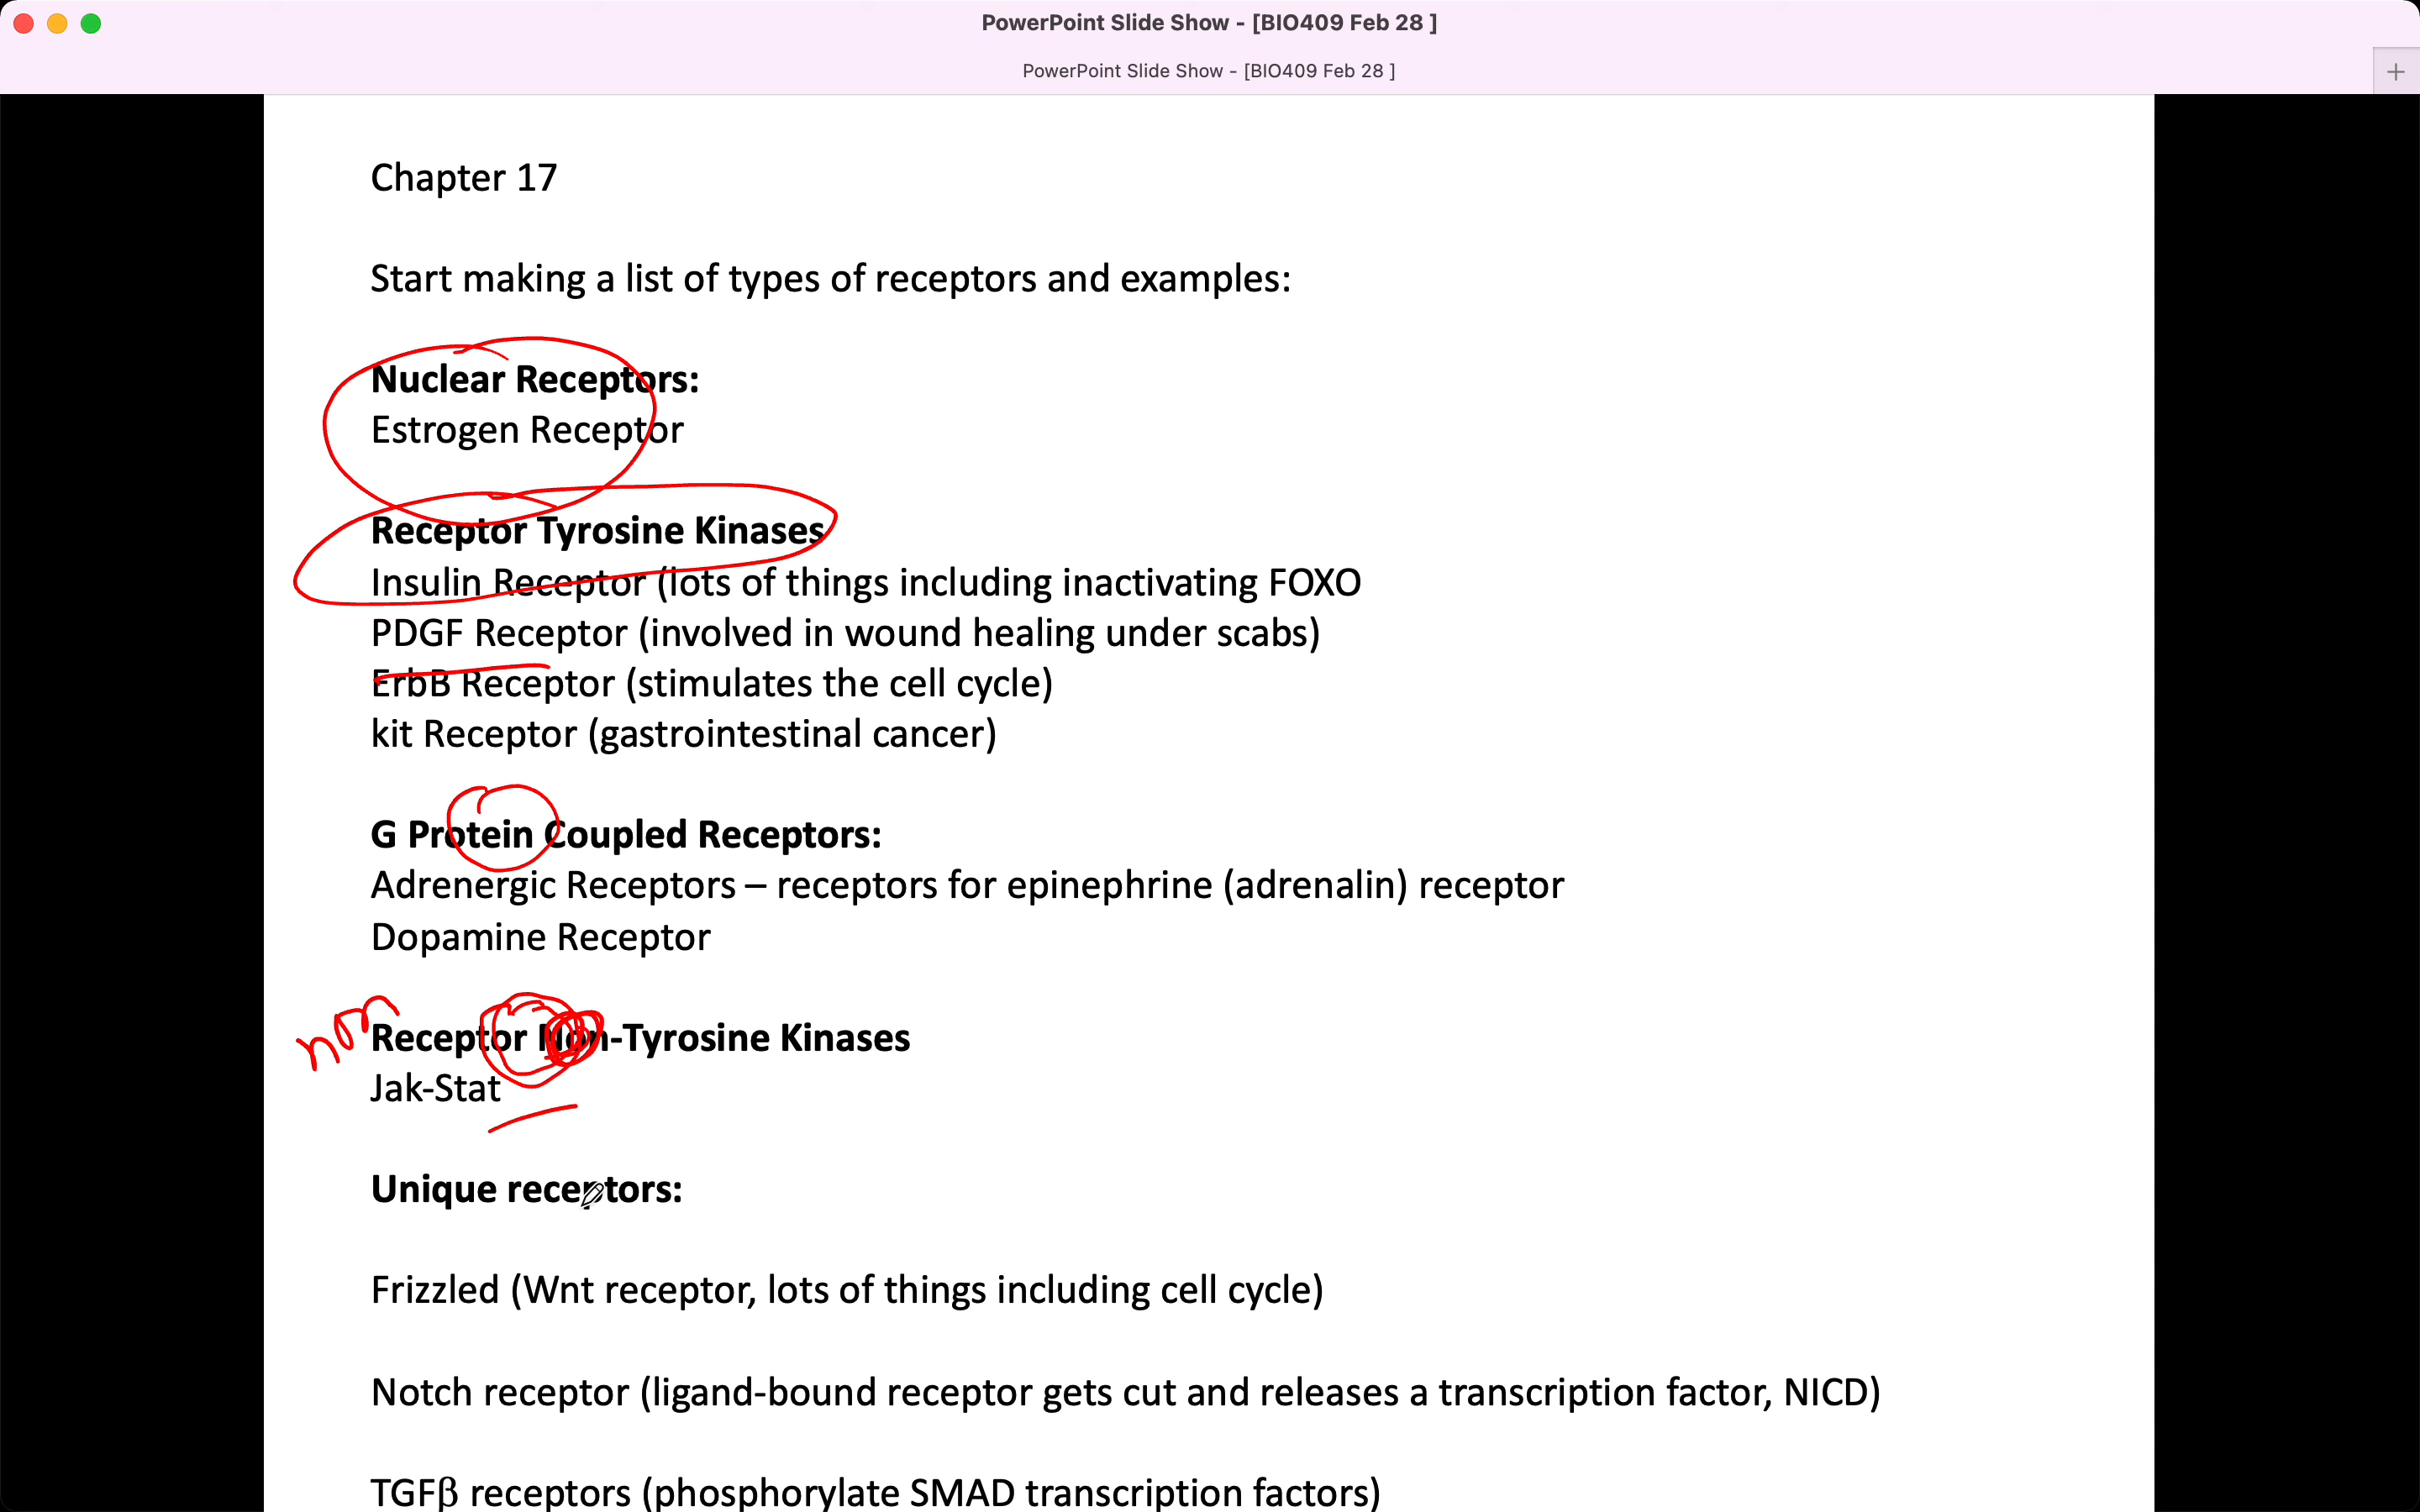 PowerPoint Slide Show - [BIO409 Feb 28 ]
PowerPoint Slide Show - [BIO409 Feb 28 ]
Chapter 17
Start making a list of types of receptors and examples:
Nuclear Receptors:
Estrogen Receptor
Receptor Tyrosine Kinases
Insulin Receptor (lots of things including inactivating FOXO
PDGF Receptor (involved in wound healing under scabs)
ErbB Receptor (stimulates the cell cycle)
kit Receptor (gastrointestinal cancer)
G Protein Coupled Receptors:
Adrenergic Receptors – receptors for epinephrine (adrenalin) receptor
Dopamine Receptor
non Receptor Non-Tyrosine Kinases
Jak-Stat
Unique receptors:
Frizzled (Wnt receptor, lots of things including cell cycle)
Notch receptor (ligand-bound receptor gets cut and releases a transcription factor, NICD)
TGFβ receptors (phosphorylate SMAD transcription factors)